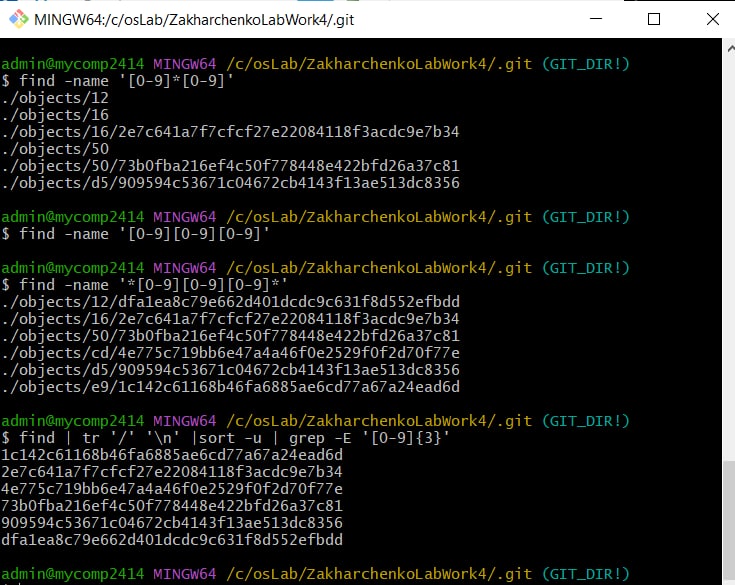 MINGW64:/c/osLab/ZakharchenkoLabWork4/.git
admin@mycomp2414 MINGW64 /c/osLab/ZakharchenkoLabWork4/.git (GIT_DIR!)
$ find -name '[0-9]*[0-9]'
./objects/12
./objects/16
./objects/16/2e7c641a7f7cfcf27e22084118f3acdc9e7b34
./objects/50
./objects/50/73b0fba216ef4c50f778448e422bfd26a37c81
./objects/d5/909594c53671c04672cb4143f13ae513dc8356
admin@mycomp2414 MINGW64 /c/osLab/ZakharchenkoLabWork4/.git (GIT_DIR!)
$ find -name '[0-9][0-9][0-9]'
admin@mycomp2414 MINGW64 /c/osLab/ZakharchenkoLabWork4/.git (GIT_DIR!)
$ find -name '*[0-9][0-9][0-9]*'
./objects/12/dfa1ea8c79e662d401dcdc9c631f8d552efbdd
./objects/16/2e7c641a7f7cfcf27e22084118f3acdc9e7b34
./objects/50/73b0fba216ef4c50f778448e422bfd26a37c81
./objects/cd/4e775c719bb6e47a4a46f0e2529f0f2d70f77e
./objects/d5/909594c53671c04672cb4143f13ae513dc8356
./objects/e9/1c142c61168b46fa6885ae6cd77a67a24ead6d
admin@mycomp2414 MINGW64 /c/osLab/ZakharchenkoLabWork4/.git (GIT_DIR!)
$ find | tr '/' '\n' |sort -u | grep -E '[0-9]{3}'
1c142c61168b46fa6885ae6cd77a67a24ead6d
2e7c641a7f7cfcf27e22084118f3acdc9e7b34
4e775c719bb6e47a4a46f0e2529f0f2d70f77e
73b0fba216ef4c50f778448e422bfd26a37c81
909594c53671c04672cb4143f13ae513dc8356
dfa1ea8c79e662d401dcdc9c631f8d552efbdd
admin@mycomp2414 MINGW64 /c/osLab/ZakharchenkoLabWork4/.git (GIT_DIR!)